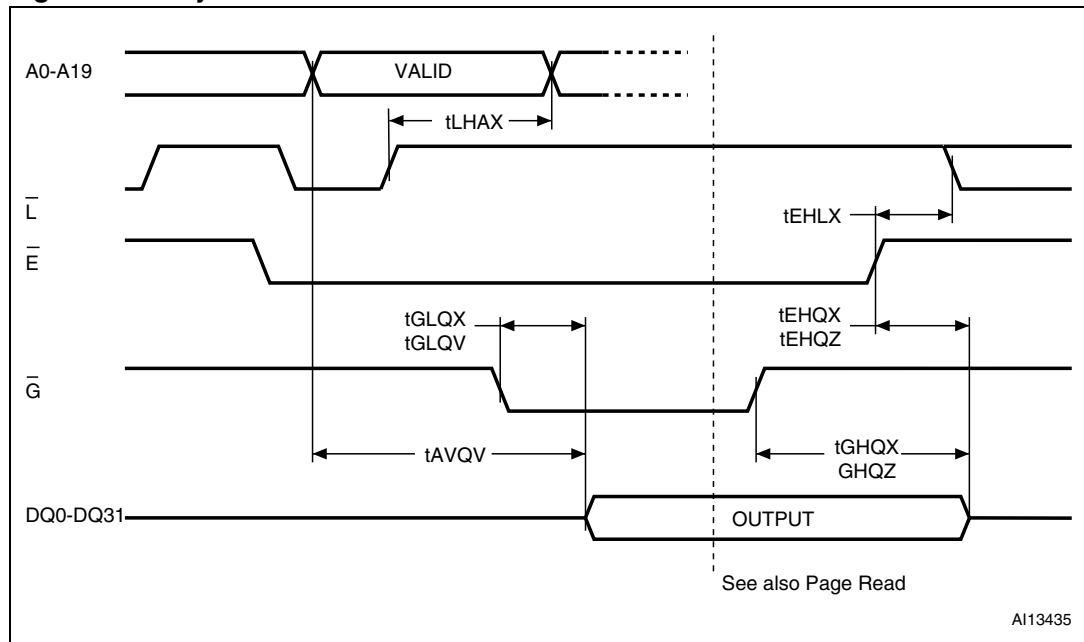 A0-A19
VALID
tLHAX
L̅
tEHLX
E̅
tGLQX
tGLQV
tEHQX
tEHQZ
G̅
tAVQV
tGHQX
GHQZ
DQ0-DQ31
OUTPUT
See also Page Read
AI13435